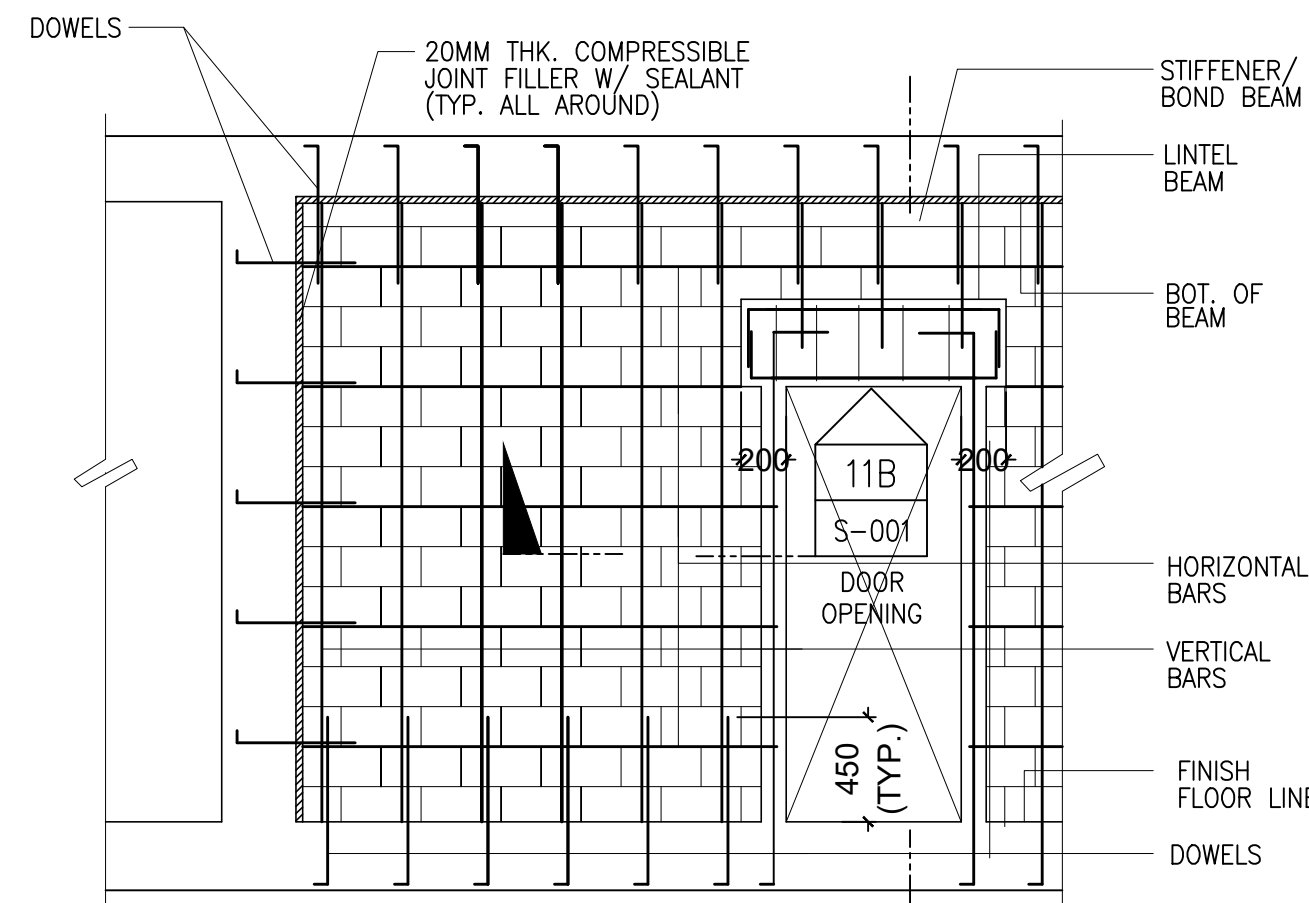 DOWELS
20MM THK. COMPRESSIBLE
JOINT FILLER W/ SEALANT
(TYP. ALL AROUND)
STIFFENER/
BOND BEAM
LINTEL
BEAM
BOT. OF
BEAM
200
200
11B
S-001
DOOR
OPENING
HORIZONTAL
BARS
VERTICAL
BARS
450
(TYP.)
FINISH
FLOOR LINE
DOWELS